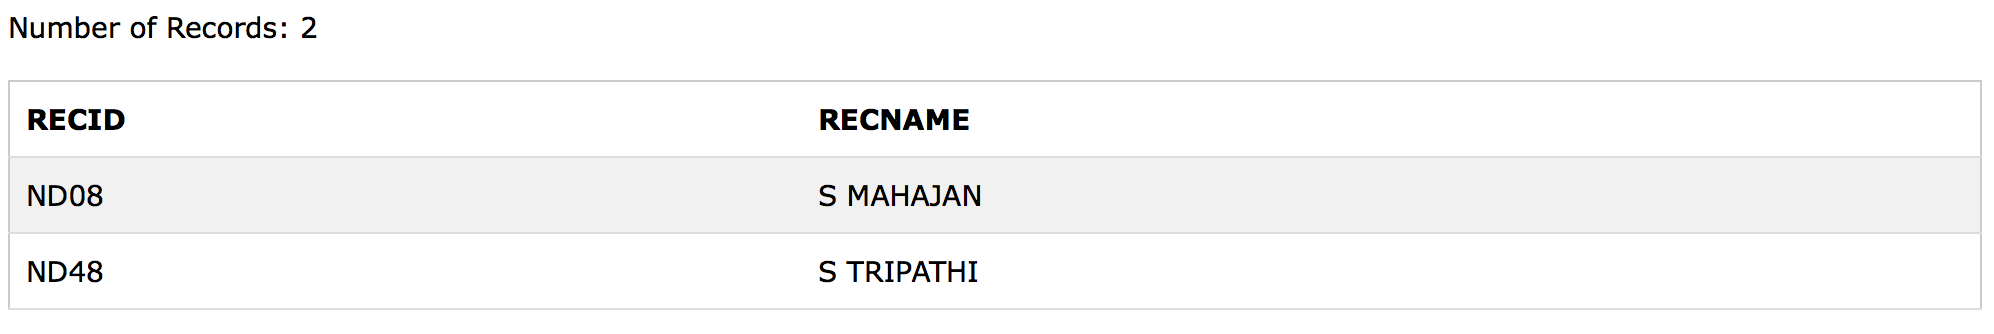 Number of Records: 2
RECID RECNAME
ND08 S MAHAJAN
ND48 S TRIPATHI